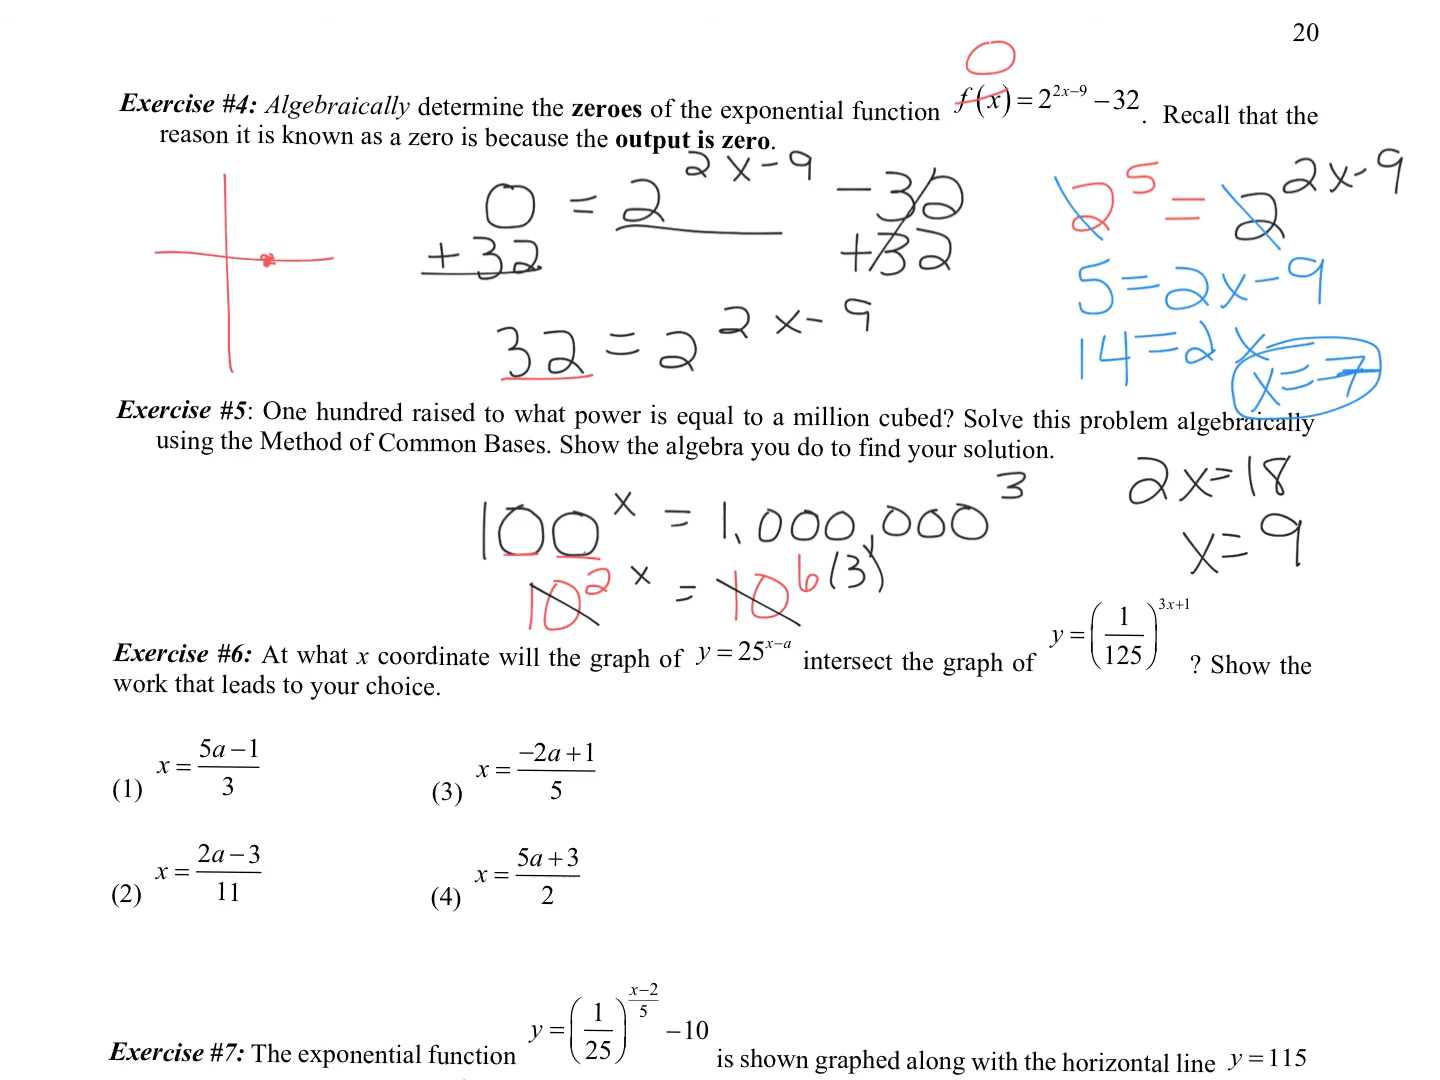 20
0
Exercise #4: Algebraically determine the zeroes of the exponential function f(x) = 2^{2x-9} - 32. Recall that the
reason it is known as a zero is because the output is zero.
0 = 2^{2x-9} - 32
+32 +32
32 = 2^{2x-9}
2^5 = 2^{2x-9}
5 = 2x-9
14 = 2x
x = 7
Exercise #5: One hundred raised to what power is equal to a million cubed? Solve this problem algebraically
using the Method of Common Bases. Show the algebra you do to find your solution.
100^x = 1,000,000^3
10^{2x} = 10^{6(3)}
2x = 18
x = 9
Exercise #6: At what x coordinate will the graph of y = 25^{x-a} intersect the graph of y = (1/125)^{3x+1} ? Show the
work that leads to your choice.
(1) x = (5a-1)/3 (3) x = (-2a+1)/5
(2) x = (2a-3)/11 (4) x = (5a+3)/2
Exercise #7: The exponential function y = (1/25)^{(x-2)/5} - 10 is shown graphed along with the horizontal line y = 115